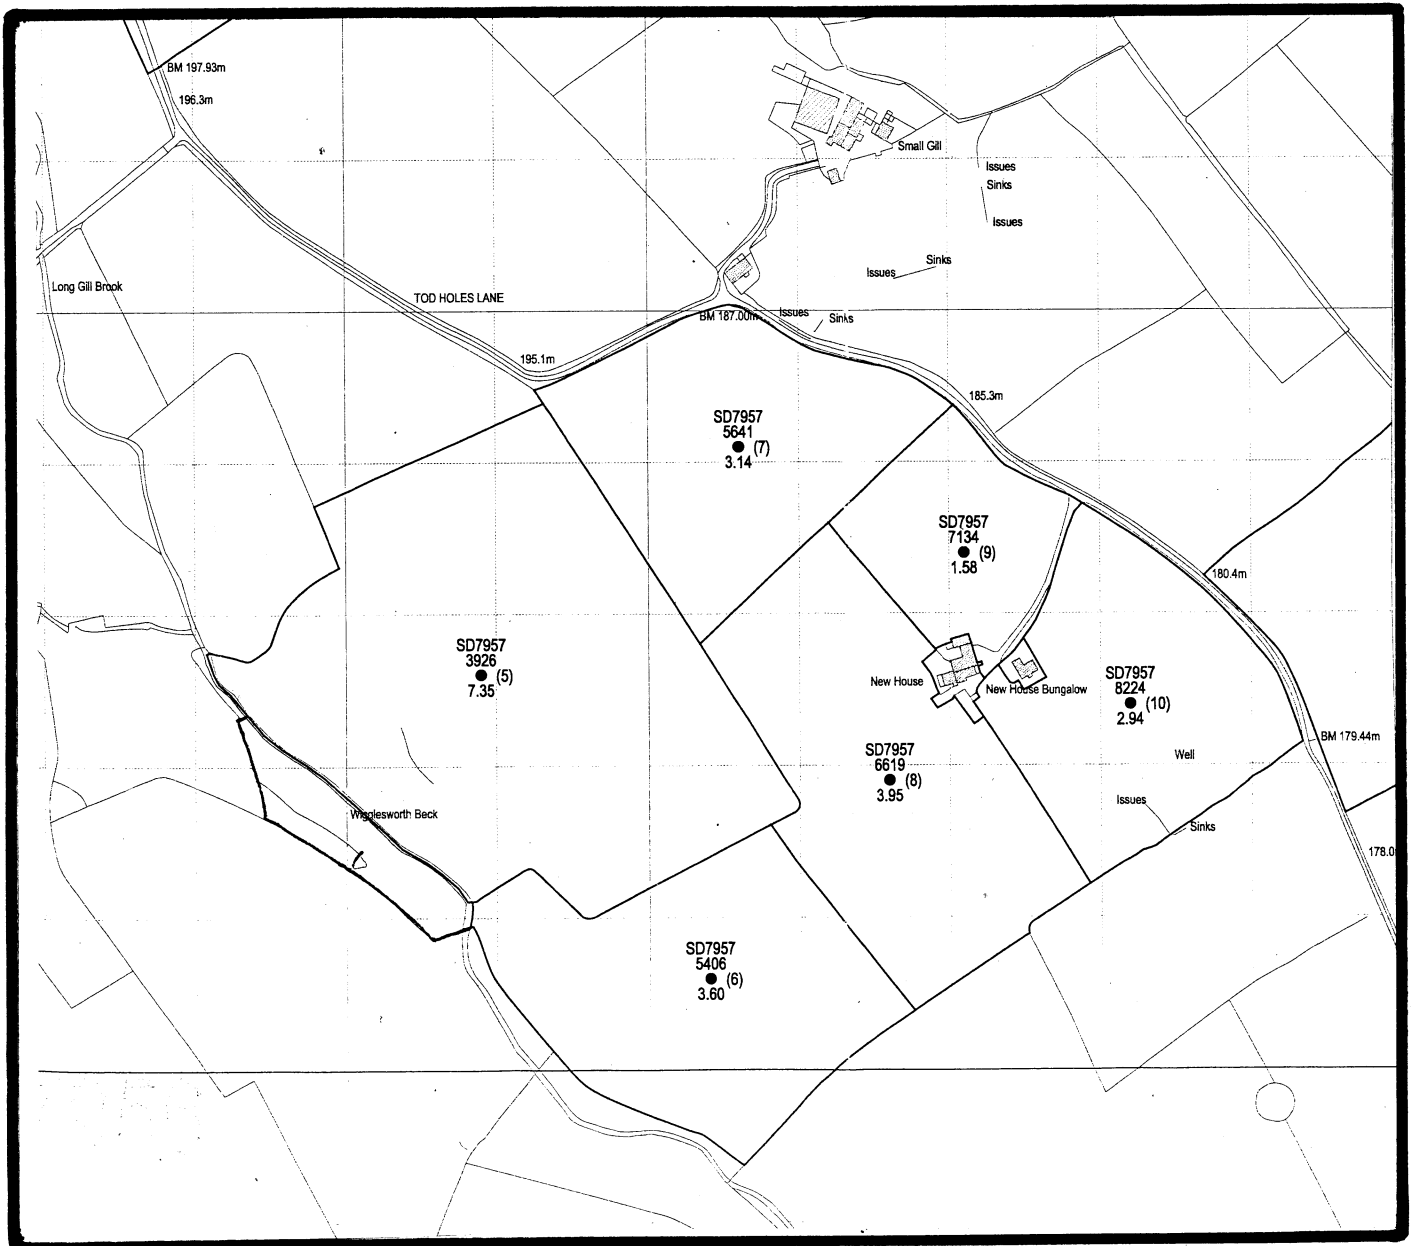 BM 197.93m
196.3m
Small Gill
Issues
Sinks
Issues
Sinks
Issues
Long Gill Brook
TOD HOLES LANE
BM 187.00m
Issues
Sinks
195.1m
185.3m
SD7957
5641
(7)
3.14
SD7957
7134
(9)
1.58
180.4m
SD7957
3926
(5)
7.35
New House
New House Bungalow
SD7957
8224
(10)
2.94
BM 179.44m
Well
SD7957
6619
(8)
3.95
Issues
Sinks
Wigglesworth Beck
178.0
SD7957
5406
(6)
3.60